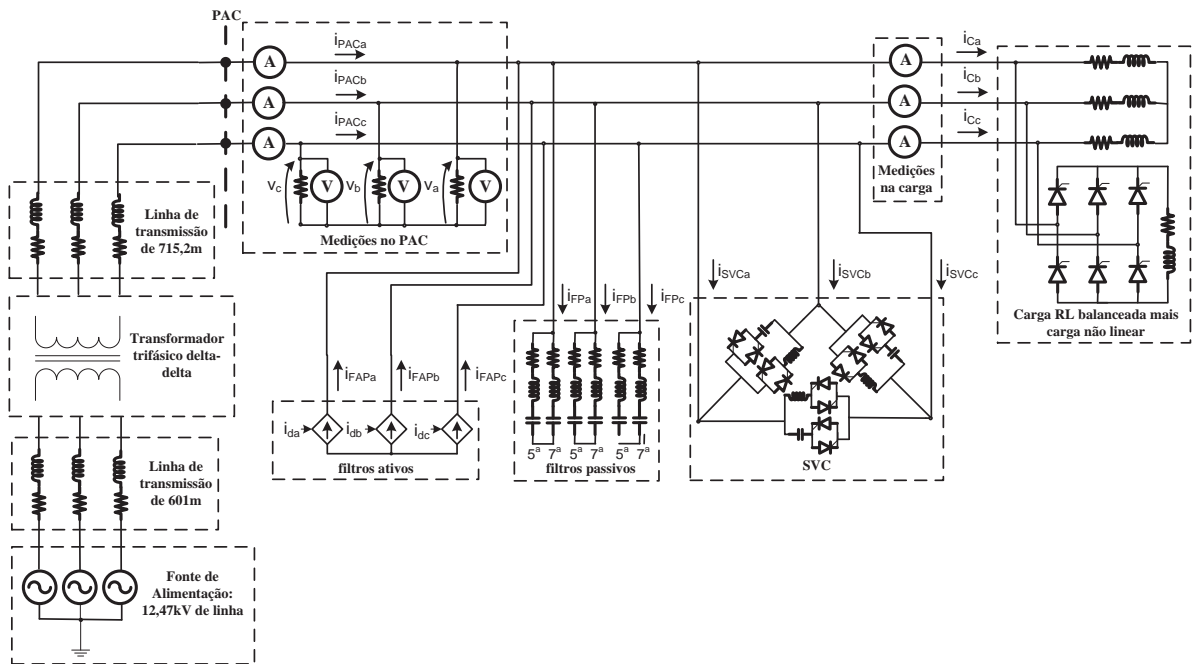 PAC
A
i_PACa
A
i_PACb
A
i_PACc
v_c
V
v_b
V
v_a
V
Medições no PAC
A
A
A
Medições
na carga
i_Ca
i_Cb
i_Cc
Carga RL balanceada mais
carga não linear
Linha de
transmissão
de 715,2m
Transformador
trifásico delta-
delta
Linha de
transmissão
de 601m
Fonte de
Alimentação:
12,47kV de linha
i_FAPa
i_FAPb
i_FAPc
i_da
i_db
i_dc
filtros ativos
i_FPa
i_FPb
i_FPc
5ª 7ª 5ª 7ª 5ª 7ª
filtros passivos
i_SVCa
i_SVCb
i_SVCc
SVC